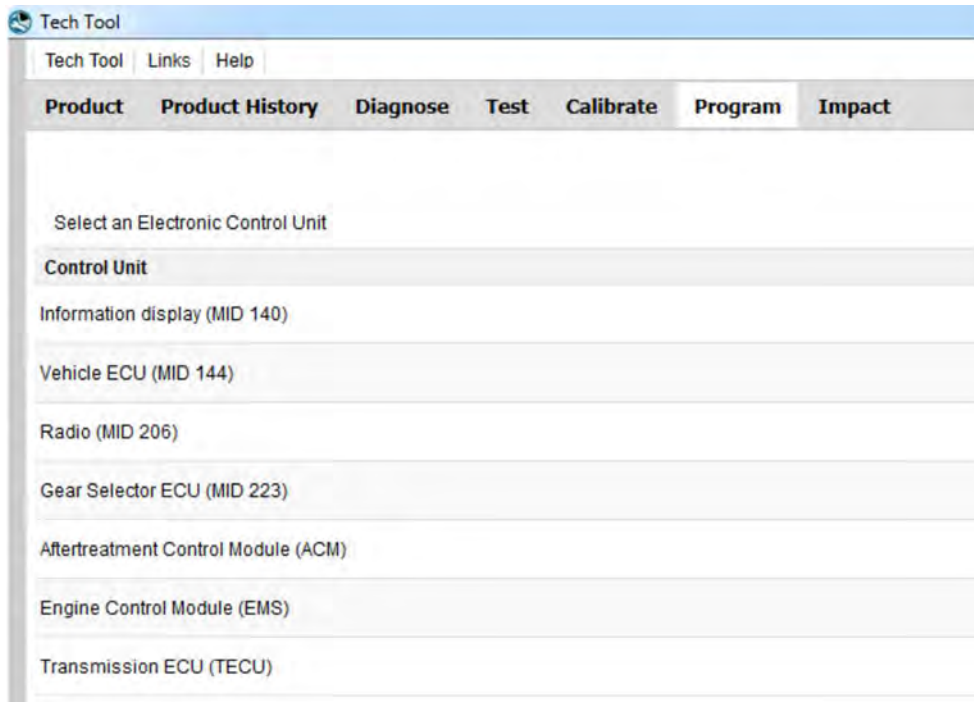 Tech Tool
Tech Tool Links Help
Product Product History Diagnose Test Calibrate Program Impact
Select an Electronic Control Unit
Control Unit
Information display (MID 140)
Vehicle ECU (MID 144)
Radio (MID 206)
Gear Selector ECU (MID 223)
Aftertreatment Control Module (ACM)
Engine Control Module (EMS)
Transmission ECU (TECU)